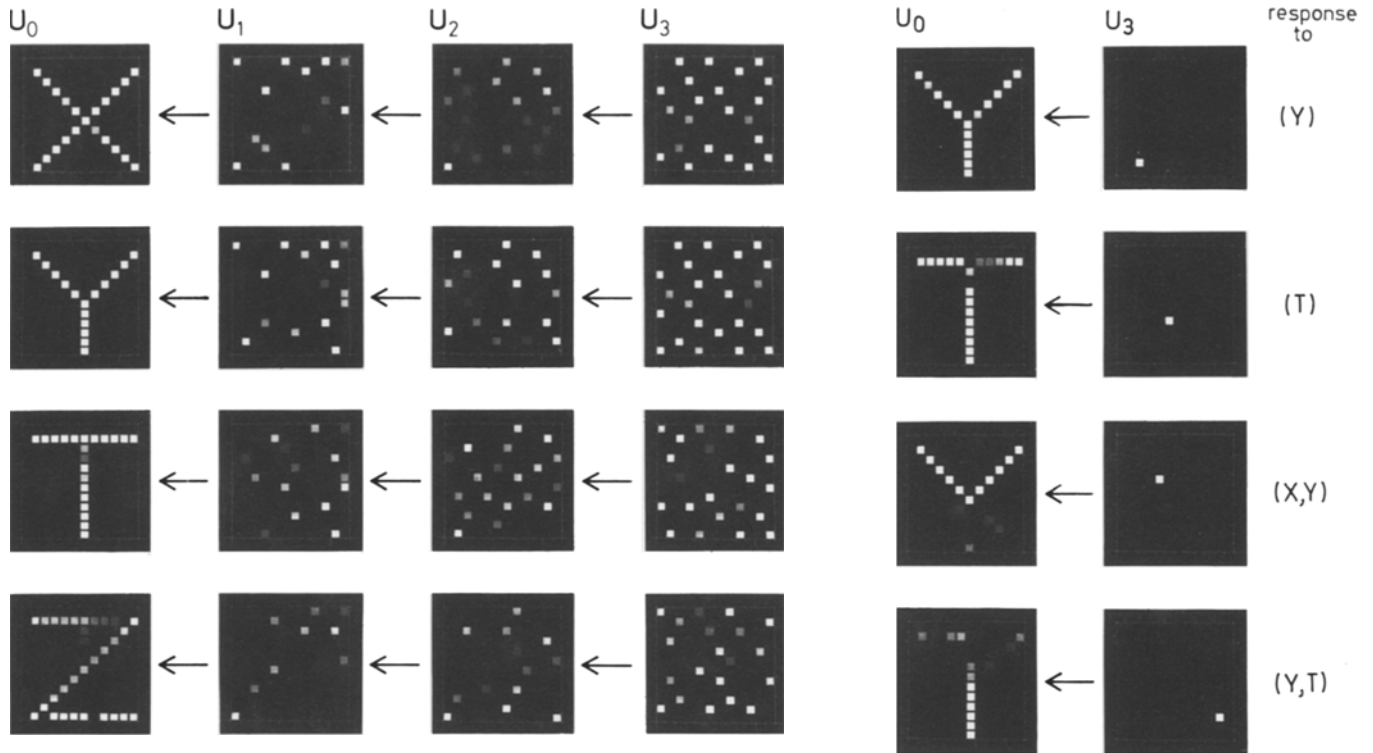 U₀ U₁ U₂ U₃ U₀ U₃ response to
(Y)
(T)
(X,Y)
(Y,T)